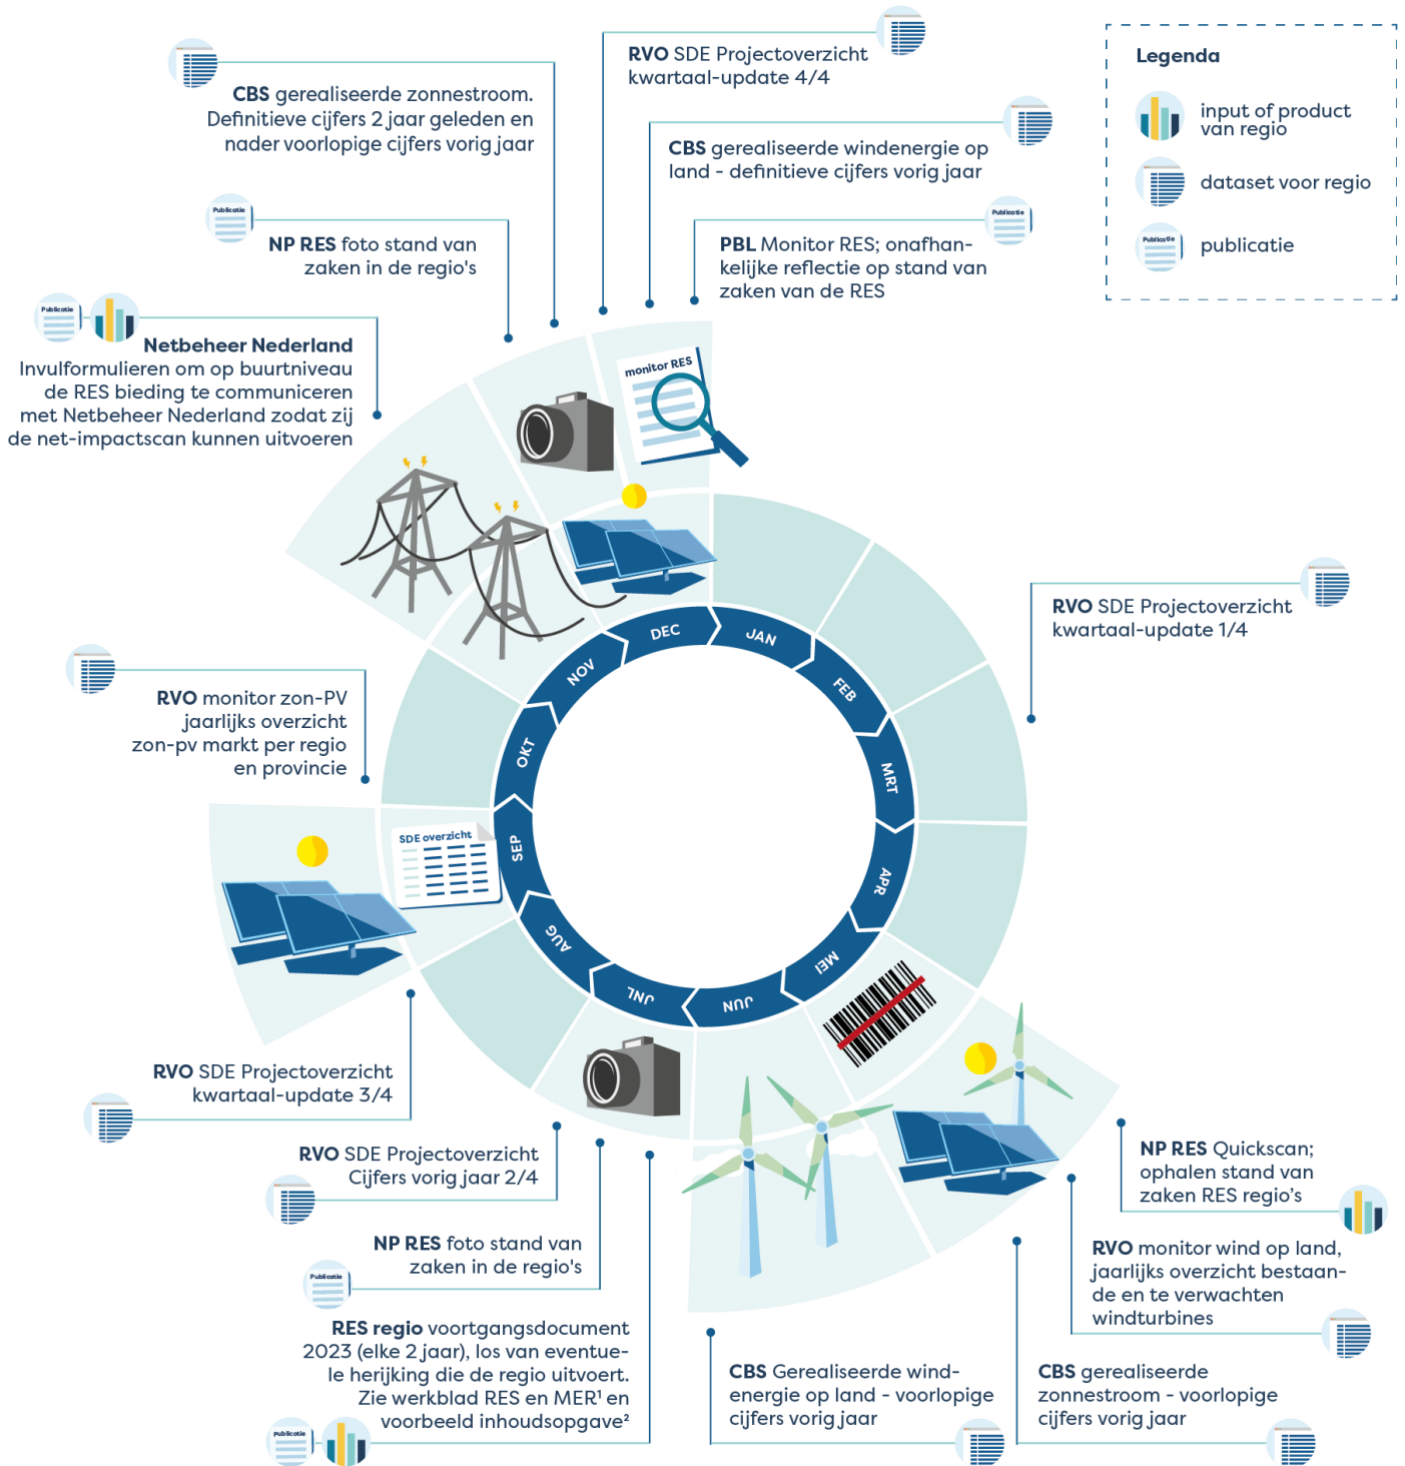 RVO SDE Projectoverzicht
kwartaal-update 4/4
Legenda
input of product
van regio
dataset voor regio
Publicatie
publicatie
CBS gerealiseerde zonnestroom.
Definitieve cijfers 2 jaar geleden en
nader voorlopige cijfers vorig jaar
CBS gerealiseerde windenergie op
land - definitieve cijfers vorig jaar
Publicatie
NP RES foto stand van
zaken in de regio's
Publicatie
PBL Monitor RES; onafhan-
kelijke reflectie op stand van
zaken van de RES
Publicatie
Netbeheer Nederland
Invulformulieren om op buurtniveau
de RES bieding te communiceren
met Netbeheer Nederland zodat zij
de net-impactscan kunnen uitvoeren
monitor RES
RVO SDE Projectoverzicht
kwartaal-update 1/4
JAN
FEB
MRT
APR
MEI
JUN
JNL
AUG
SEP
OKT
NOV
DEC
RVO monitor zon-PV
jaarlijks overzicht
zon-pv markt per regio
en provincie
SDE overzicht
RVO SDE Projectoverzicht
kwartaal-update 3/4
RVO SDE Projectoverzicht
Cijfers vorig jaar 2/4
NP RES foto stand van
zaken in de regio's
Publicatie
RES regio voortgangsdocument
2023 (elke 2 jaar), los van eventue-
le herijking die de regio uitvoert.
Zie werkblad RES en MER¹ en
voorbeeld inhoudsopgave²
Publicatie
NP RES Quickscan;
ophalen stand van
zaken RES regio’s
RVO monitor wind op land,
jaarlijks overzicht bestaan-
de en te verwachten
windturbines
CBS Gerealiseerde wind-
energie op land - voorlopige
cijfers vorig jaar
CBS gerealiseerde
zonnestroom - voorlopige
cijfers vorig jaar